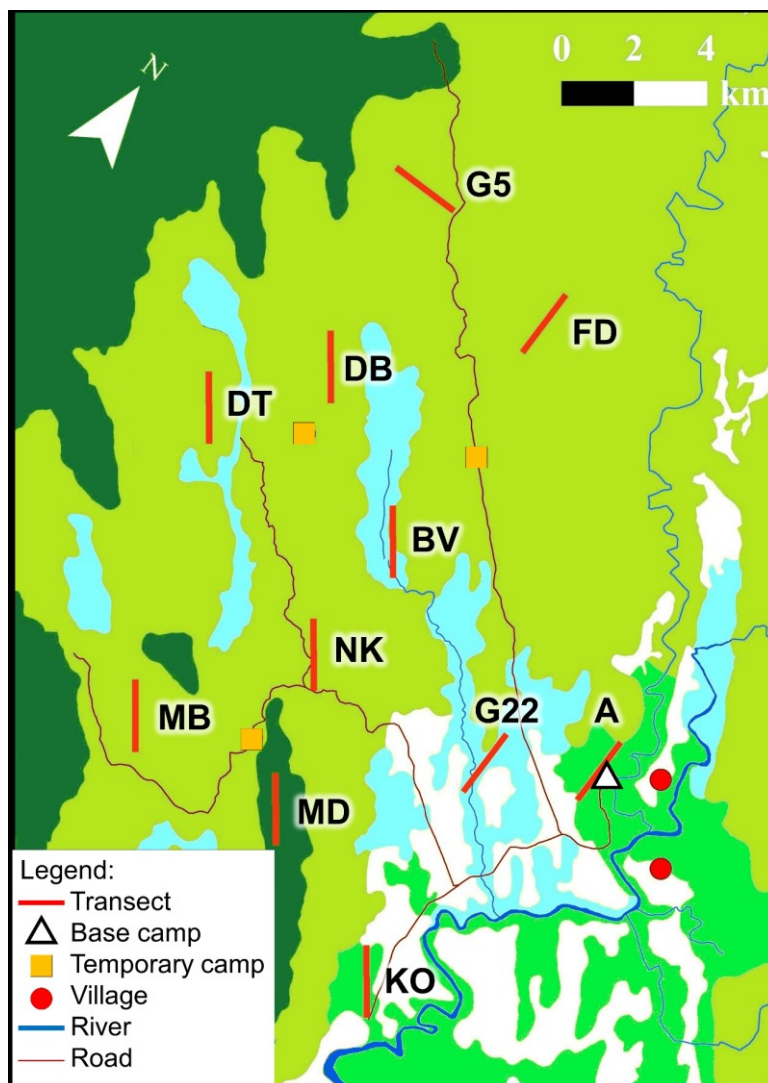 N
0 2 4
km
G5
FD
DB
DT
BV
NK
MB
G22
A
MD
KO
Legend:
Transect
Base camp
Temporary camp
Village
River
Road